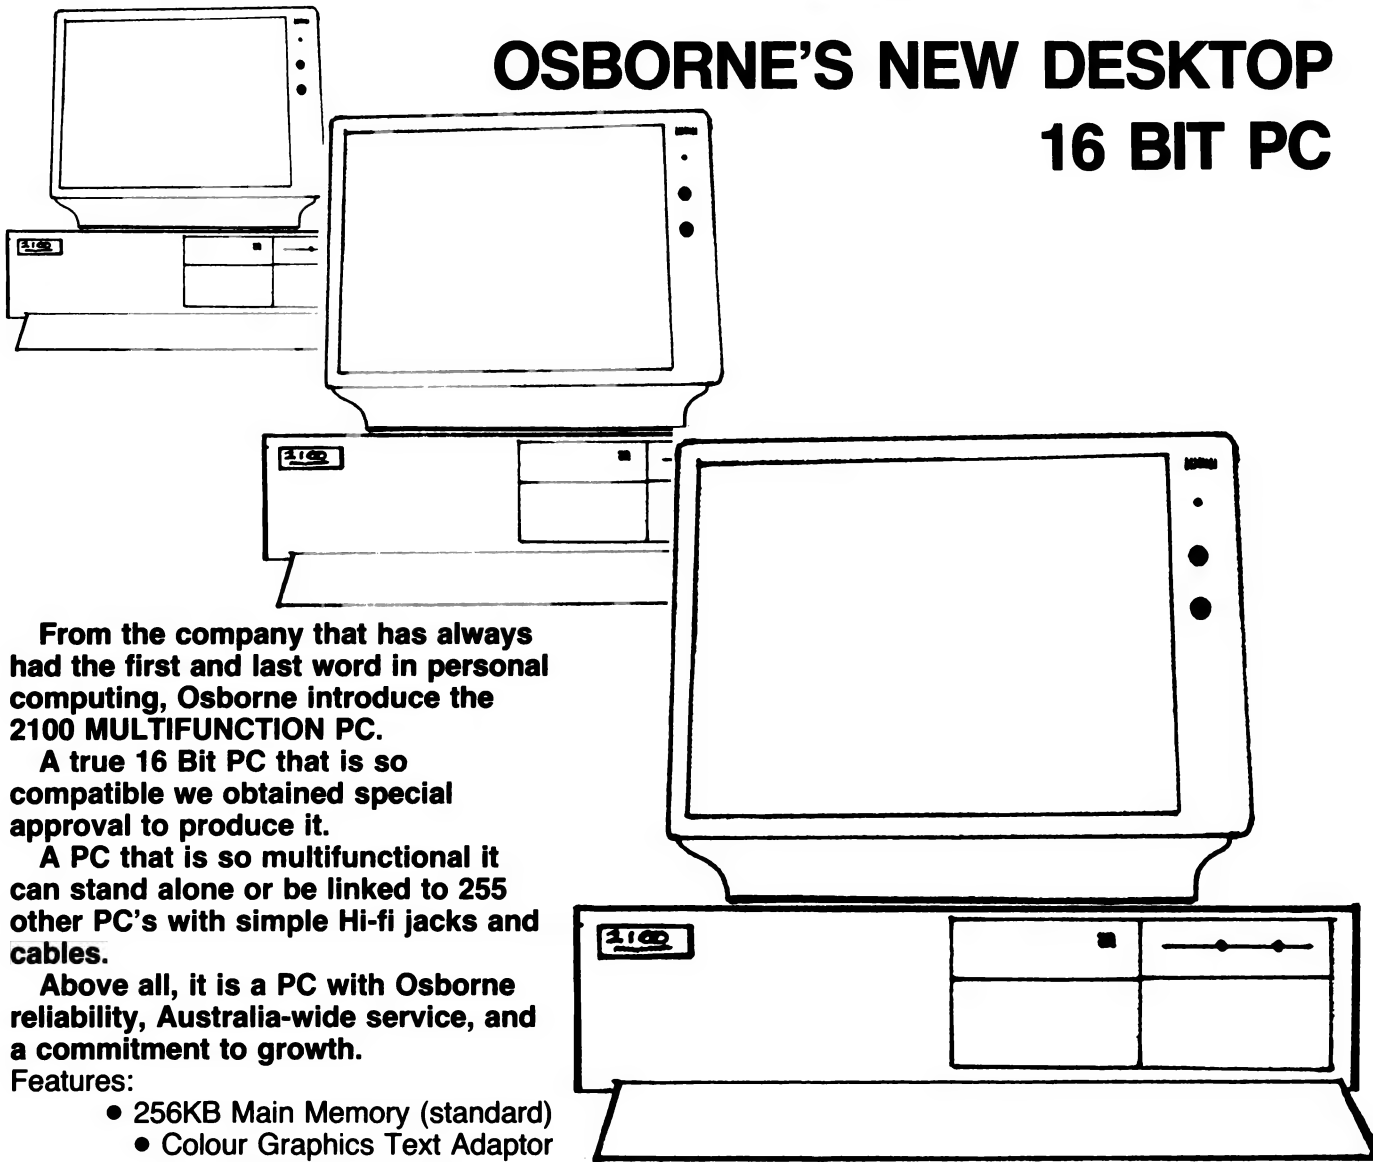 OSBORNE'S NEW DESKTOP
16 BIT PC
2100
2100
2100
From the company that has always
had the first and last word in personal
computing, Osborne introduce the
2100 MULTIFUNCTION PC.
A true 16 Bit PC that is so
compatible we obtained special
approval to produce it.
A PC that is so multifunctional it
can stand alone or be linked to 255
other PC's with simple Hi-fi jacks and
cables.
Above all, it is a PC with Osborne
reliability, Australia-wide service, and
a commitment to growth.
Features:
● 256KB Main Memory (standard)
● Colour Graphics Text Adaptor